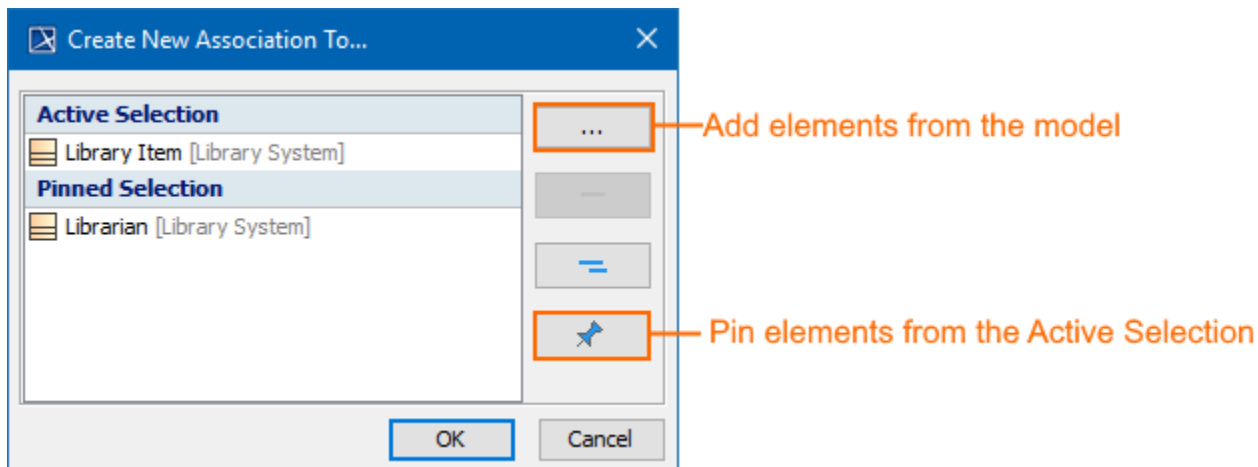 Create New Association To...
Active Selection
Library Item [Library System]
Pinned Selection
Librarian [Library System]
...
Add elements from the model
Pin elements from the Active Selection
OK
Cancel